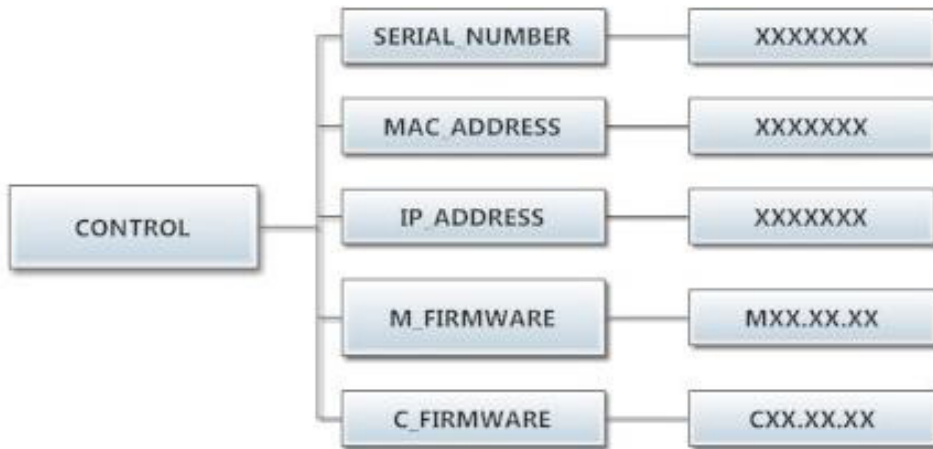 SERIAL_NUMBER XXXXXXX
MAC_ADDRESS XXXXXXX
CONTROL
IP_ADDRESS XXXXXXX
M_FIRMWARE MXX.XX.XX
C_FIRMWARE CXX.XX.XX